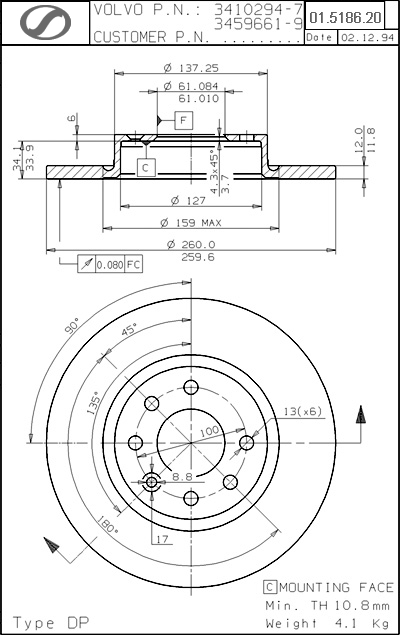 VOLVO P.N.: 3410294-7
3459661-9
CUSTOMER P.N. ..........
01.5186.20
Date 02.12.94
Ø 137.25
Ø 61.084
61.010
F
6
34.1
33.9
C
4.3x45°
3.7
12.0
11.8
Ø 127
Ø 159 MAX
Ø 260.0
259.6
0.080 FC
90°
45°
135°
180°
100
13(x6)
8.8
17
C MOUNTING FACE
Min. TH 10.8mm
Weight 4.1 Kg
Type DP